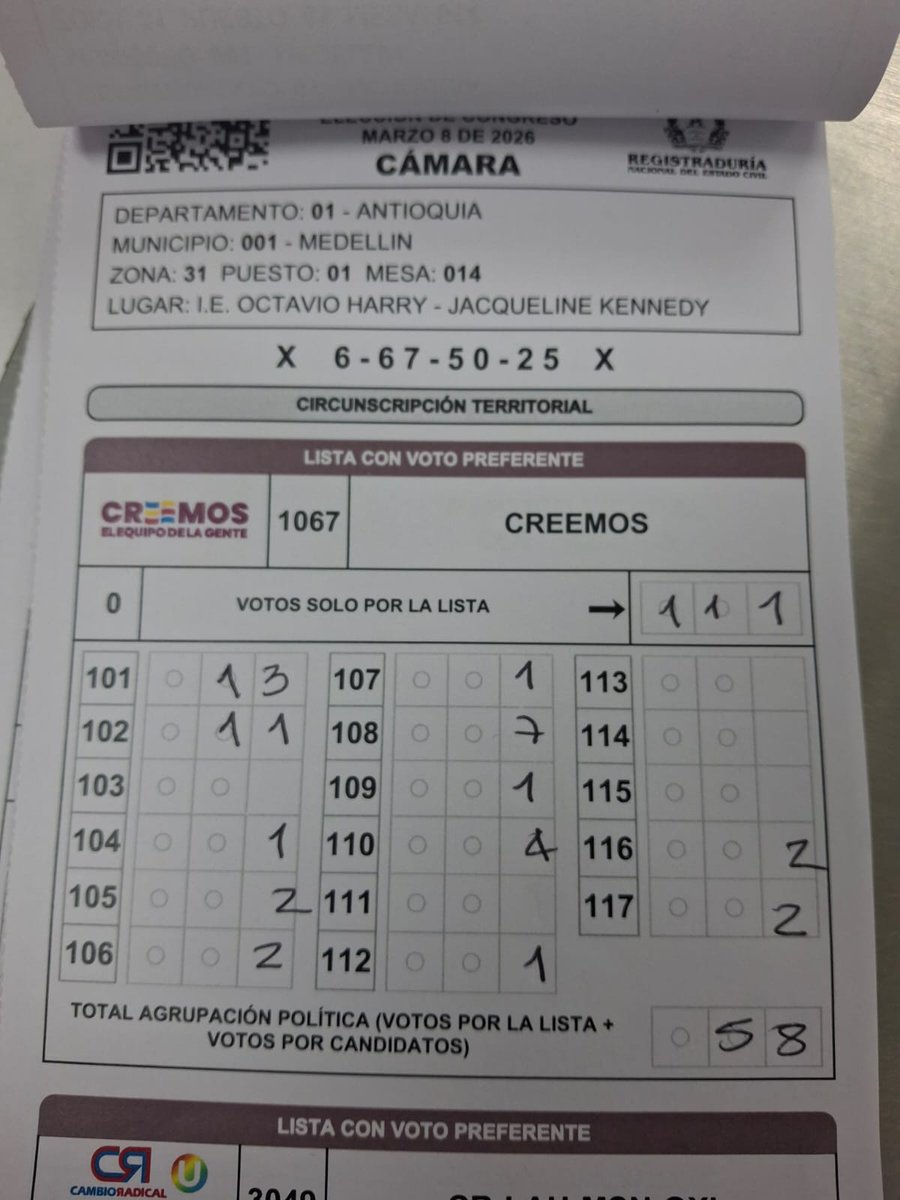 ELECCIÓN DE CONGRESO
MARZO 8 DE 2026
CÁMARA
REGISTRADURÍA
NACIONAL DEL ESTADO CIVIL
DEPARTAMENTO: 01 - ANTIOQUIA
MUNICIPIO: 001 - MEDELLIN
ZONA: 31 PUESTO: 01 MESA: 014
LUGAR: I.E. OCTAVIO HARRY - JACQUELINE KENNEDY
X 6-67-50-25 X
CIRCUNSCRIPCIÓN TERRITORIAL
LISTA CON VOTO PREFERENTE
CREEMOS
EL EQUIPO DE LA GENTE
1067
CREEMOS
0 VOTOS SOLO POR LA LISTA → 1 1 1
101 13 107 1 113
102 11 108 7 114
103 109 1 115
104 1 110 4 116 2
105 2 111 117 2
106 2 112 1
TOTAL AGRUPACIÓN POLÍTICA (VOTOS POR LA LISTA +
VOTOS POR CANDIDATOS) 58
LISTA CON VOTO PREFERENTE
CR U
CAMBIO RADICAL